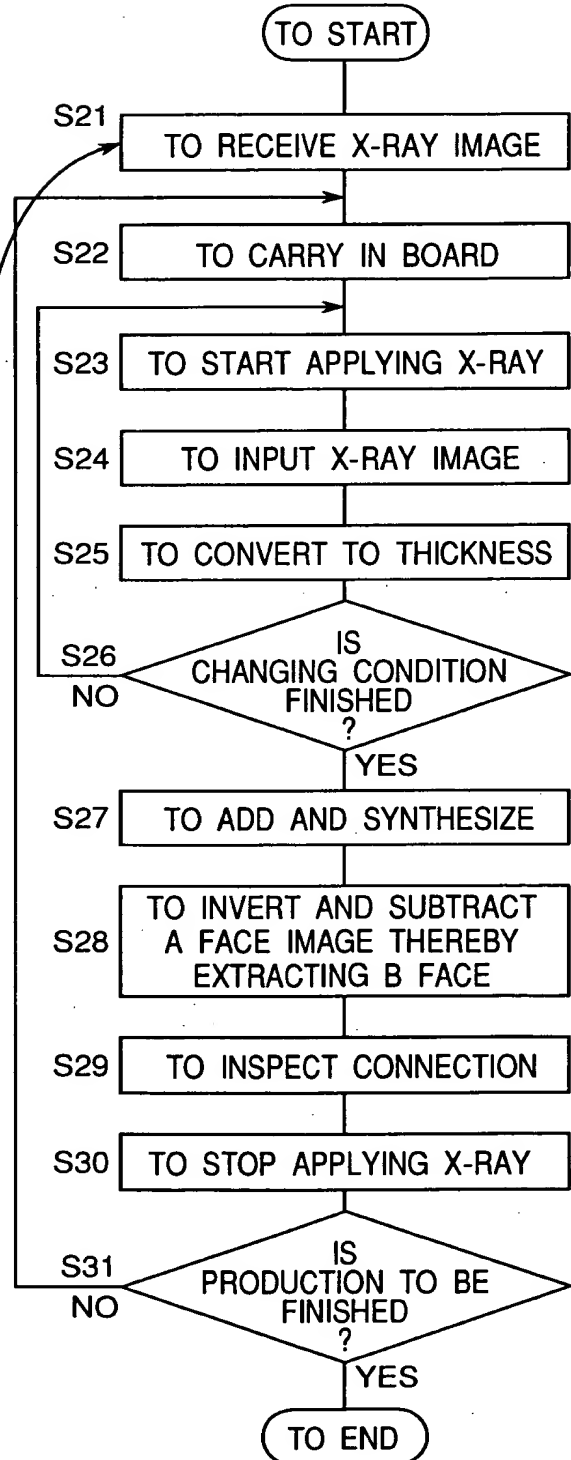 TO START
S21
TO RECEIVE X-RAY IMAGE
S22
TO CARRY IN BOARD
S23
TO START APPLYING X-RAY
S24
TO INPUT X-RAY IMAGE
S25
TO CONVERT TO THICKNESS
S26
NO
IS
CHANGING CONDITION
FINISHED
?
YES
S27
TO ADD AND SYNTHESIZE
S28
TO INVERT AND SUBTRACT
A FACE IMAGE THEREBY
EXTRACTING B FACE
S29
TO INSPECT CONNECTION
S30
TO STOP APPLYING X-RAY
S31
NO
IS
PRODUCTION TO BE
FINISHED
?
YES
TO END